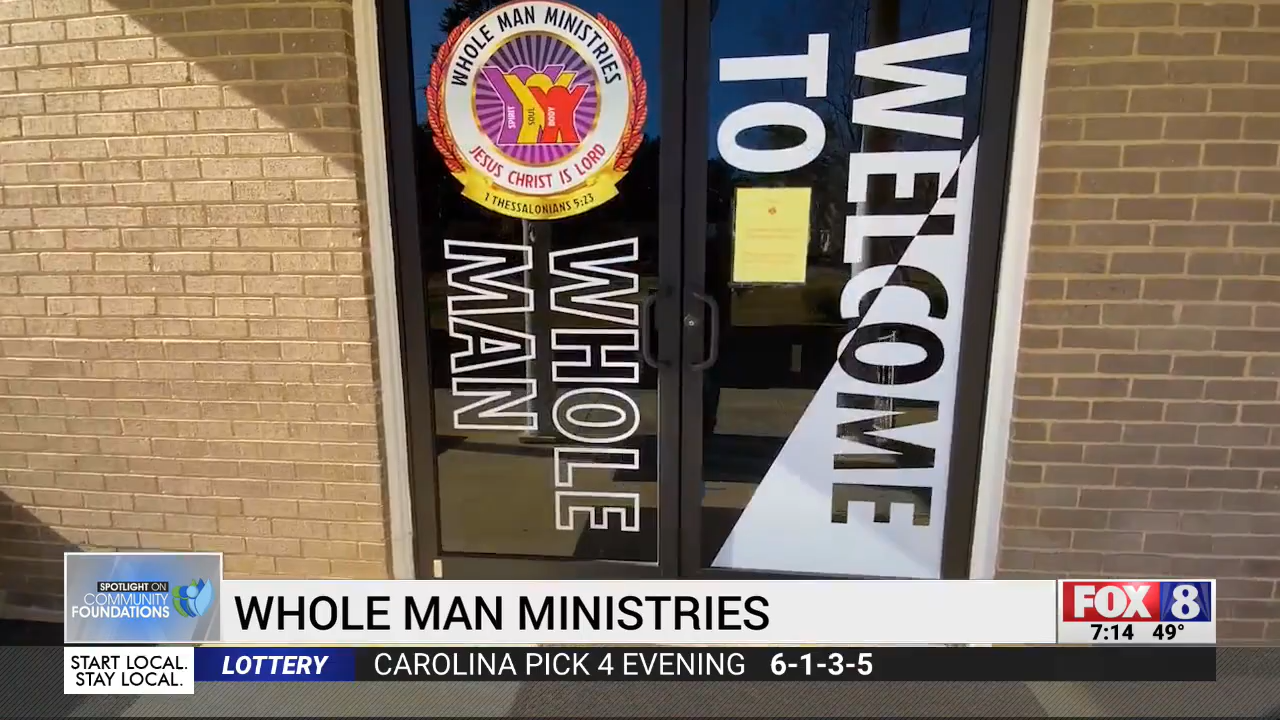 WHOLE MAN MINISTRIES
SPIRIT
SOUL
BODY
JESUS CHRIST IS LORD
1 THESSALONIANS 5:23
WELCOME
TO
WHOLE
MAN
SPOTLIGHT ON
COMMUNITY
FOUNDATIONS
WHOLE MAN MINISTRIES
FOX 8
7:14 49°
START LOCAL.
STAY LOCAL.
LOTTERY CAROLINA PICK 4 EVENING 6-1-3-5